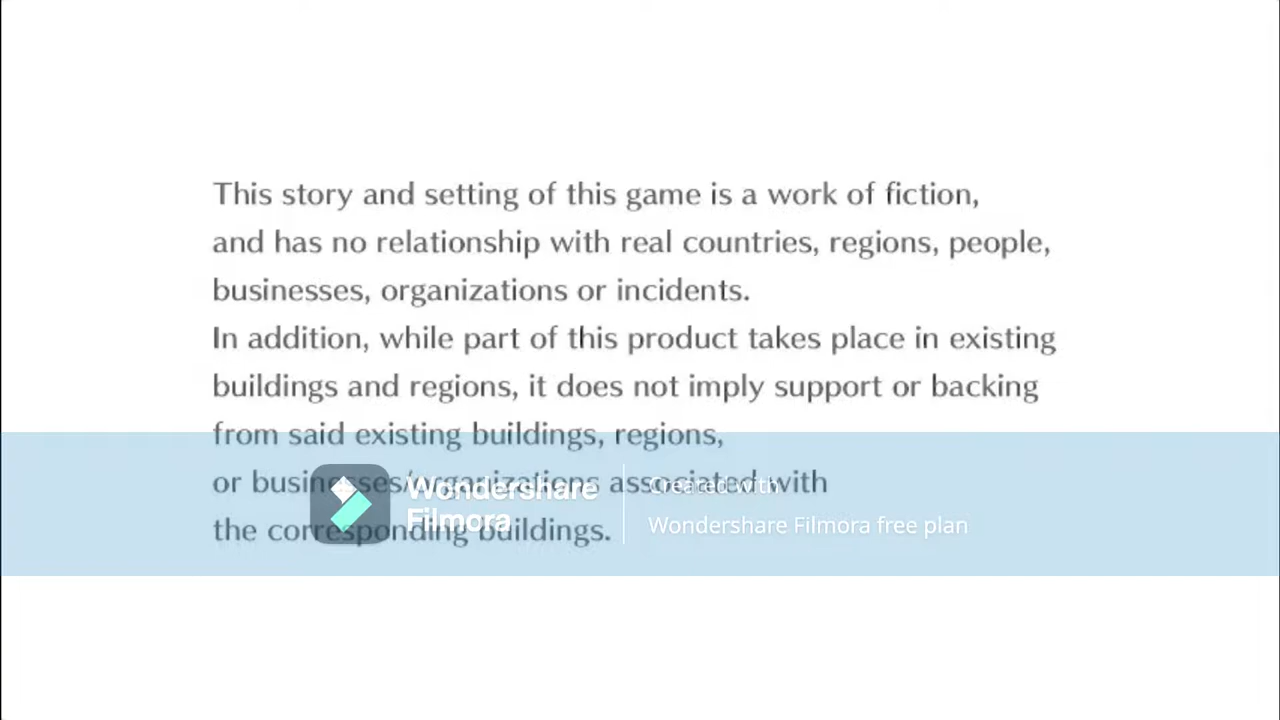 This story and setting of this game is a work of fiction,
and has no relationship with real countries, regions, people,
businesses, organizations or incidents.
In addition, while part of this product takes place in existing
buildings and regions, it does not imply support or backing
from said existing buildings, regions,
or businesses/organizations associated with
the corresponding buildings.
Wondershare
Filmora
Created with
Wondershare Filmora free plan